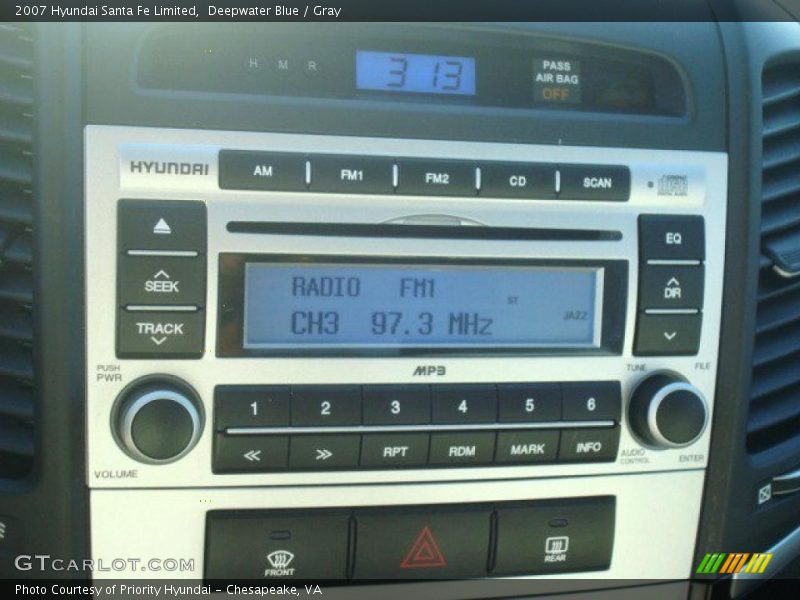 2007 Hyundai Santa Fe Limited, Deepwater Blue / Gray
H M R
3 13
PASS
AIR BAG
OFF
HYUNDAI
AM FM1 FM2 CD SCAN
EQ
SEEK
DIR
TRACK
RADIO FM1
ST
CH3 97.3 MHz
JAZZ
MP3
PUSH
PWR
TUNE FILE
1 2 3 4 5 6
<< >> RPT RDM MARK INFO
VOLUME
AUDIO
CONTROL
ENTER
FRONT
REAR
GTCARLOT.COM
Photo Courtesy of Priority Hyundai - Chesapeake, VA